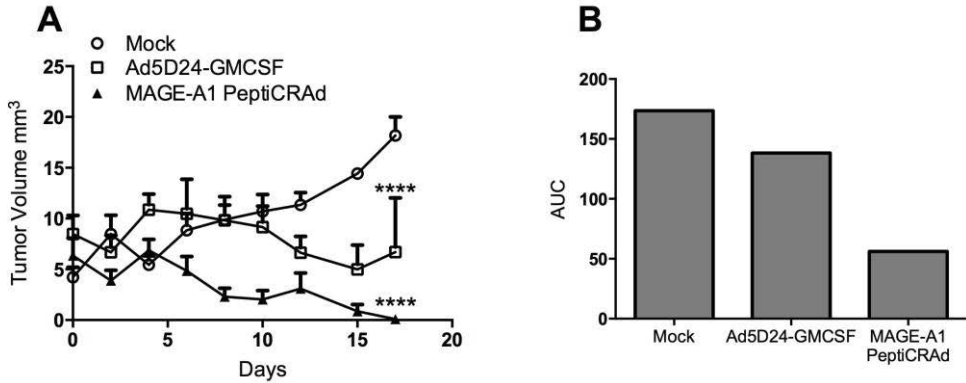 A
Mock
Ad5D24-GMCSF
MAGE-A1 PeptiCRAd
Tumor Volume mm³
25
20
15
10
5
0
****
****
0 5 10 15 20
Days
B
AUC
200
150
100
50
0
Mock Ad5D24-GMCSF MAGE-A1
PeptiCRAd